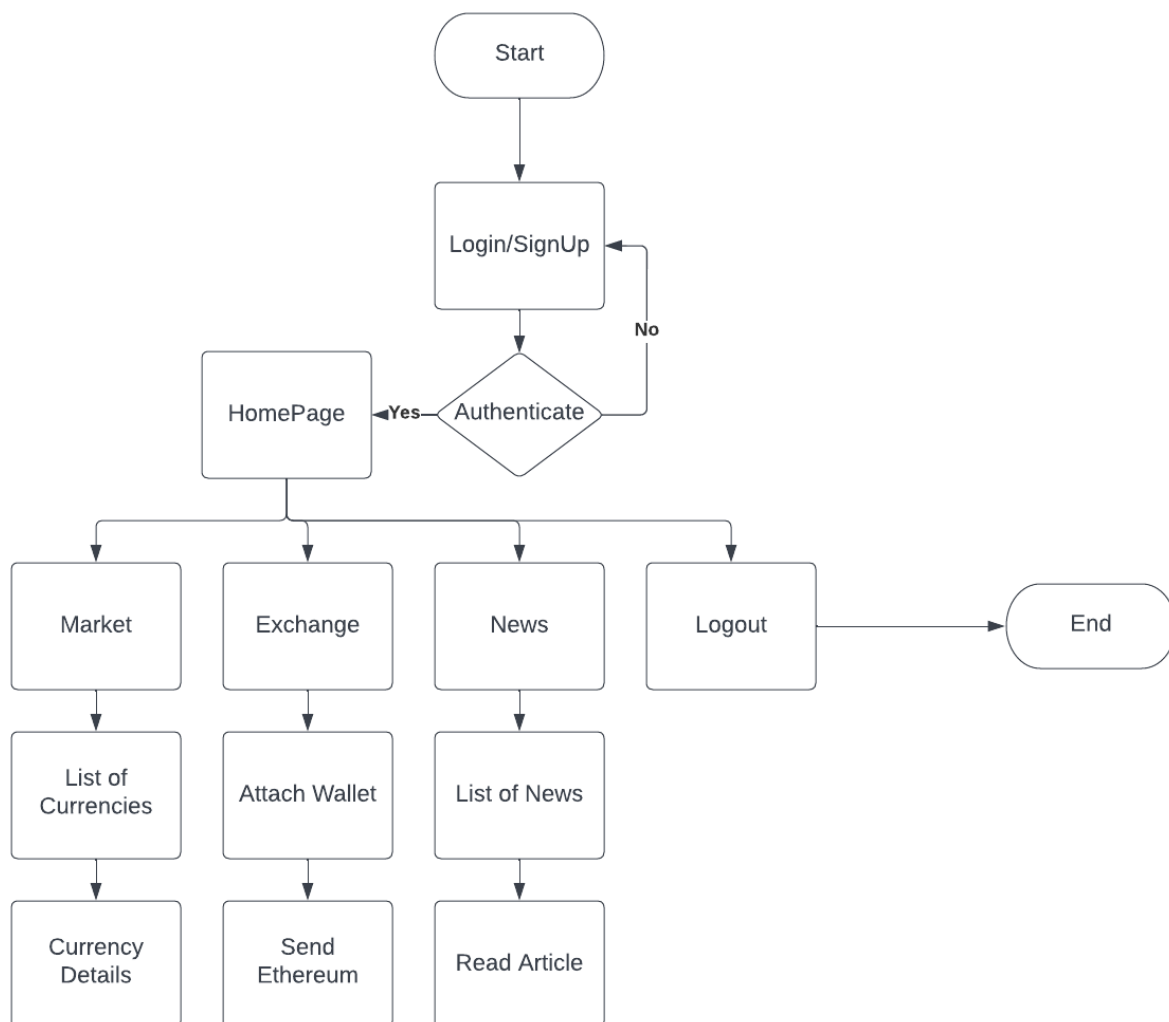 Start
Login/SignUp
No
HomePage
Yes
Authenticate
Market
Exchange
News
Logout
End
List of
Currencies
Attach Wallet
List of News
Currency
Details
Send
Ethereum
Read Article